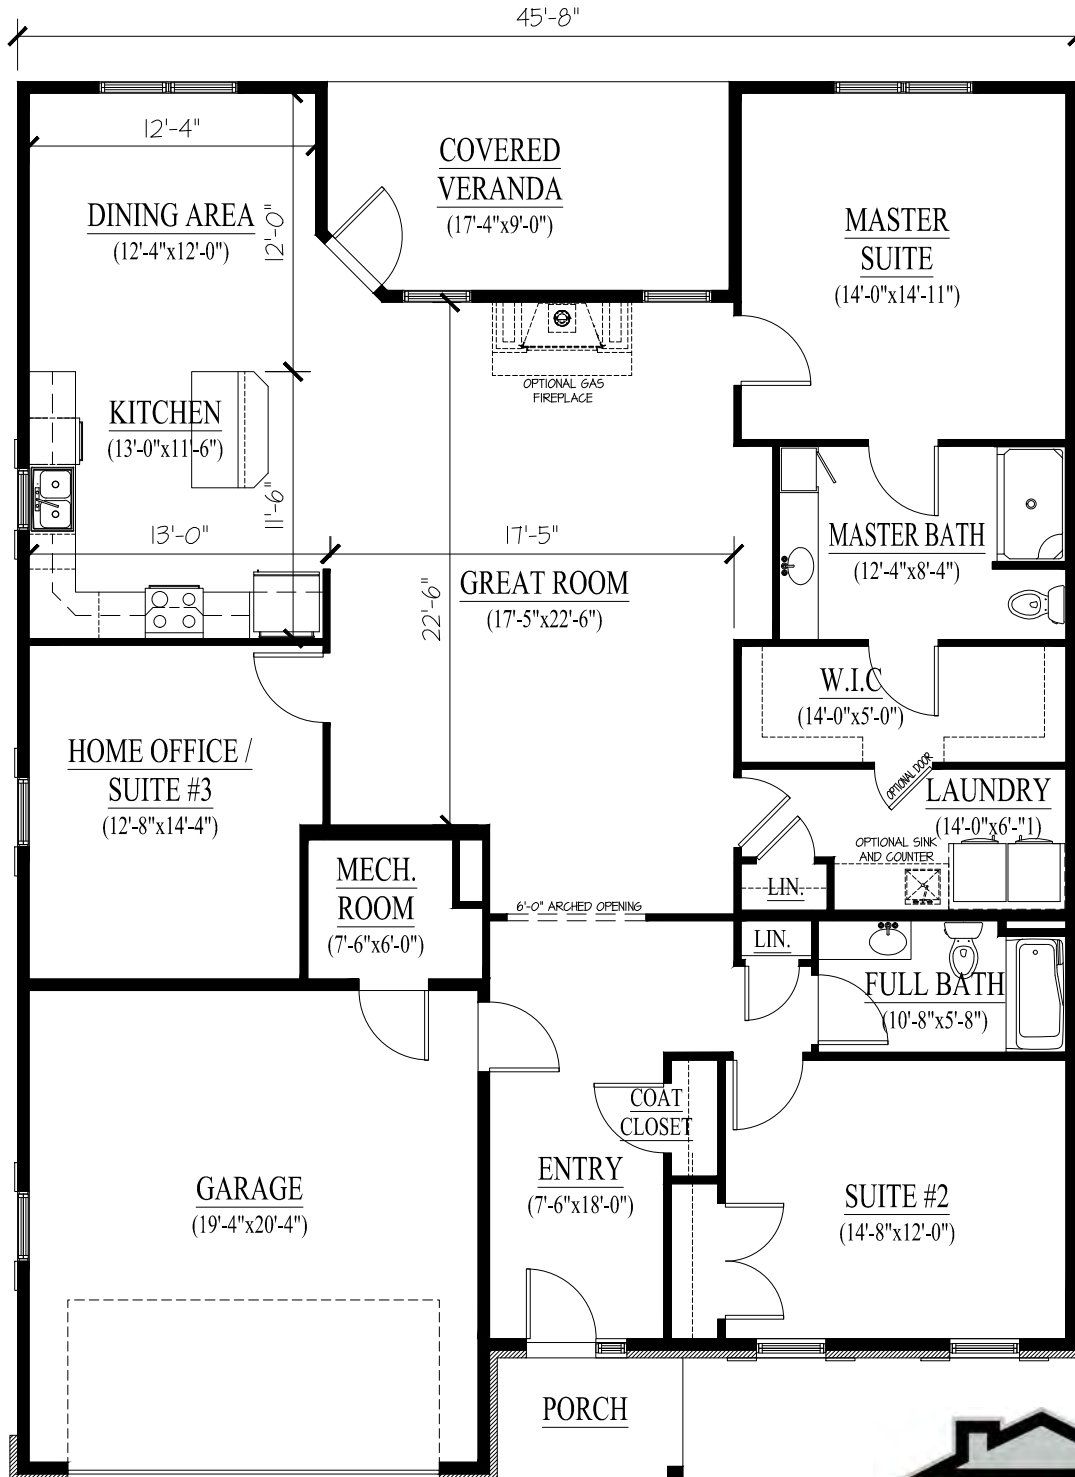 45'-8"
12'-4"
DINING AREA
(12'-4"x12'-0")
12'-0"
COVERED
VERANDA
(17'-4"x9'-0")
MASTER
SUITE
(14'-0"x14'-11")
OPTIONAL GAS
FIREPLACE
KITCHEN
(13'-0"x11'-6")
11'-6"
13'-0"
17'-5"
22'-6"
GREAT ROOM
(17'-5"x22'-6")
MASTER BATH
(12'-4"x8'-4")
W.I.C
(14'-0"x5'-0")
OPTIONAL DOOR
LAUNDRY
(14'-0"x6'-"1)
OPTIONAL SINK
AND COUNTER
LIN.
HOME OFFICE /
SUITE #3
(12'-8"x14'-4")
MECH.
ROOM
(7'-6"x6'-0")
6'-0" ARCHED OPENING
LIN.
FULL BATH
(10'-8"x5'-8")
COAT
CLOSET
ENTRY
(7'-6"x18'-0")
GARAGE
(19'-4"x20'-4")
SUITE #2
(14'-8"x12'-0")
PORCH